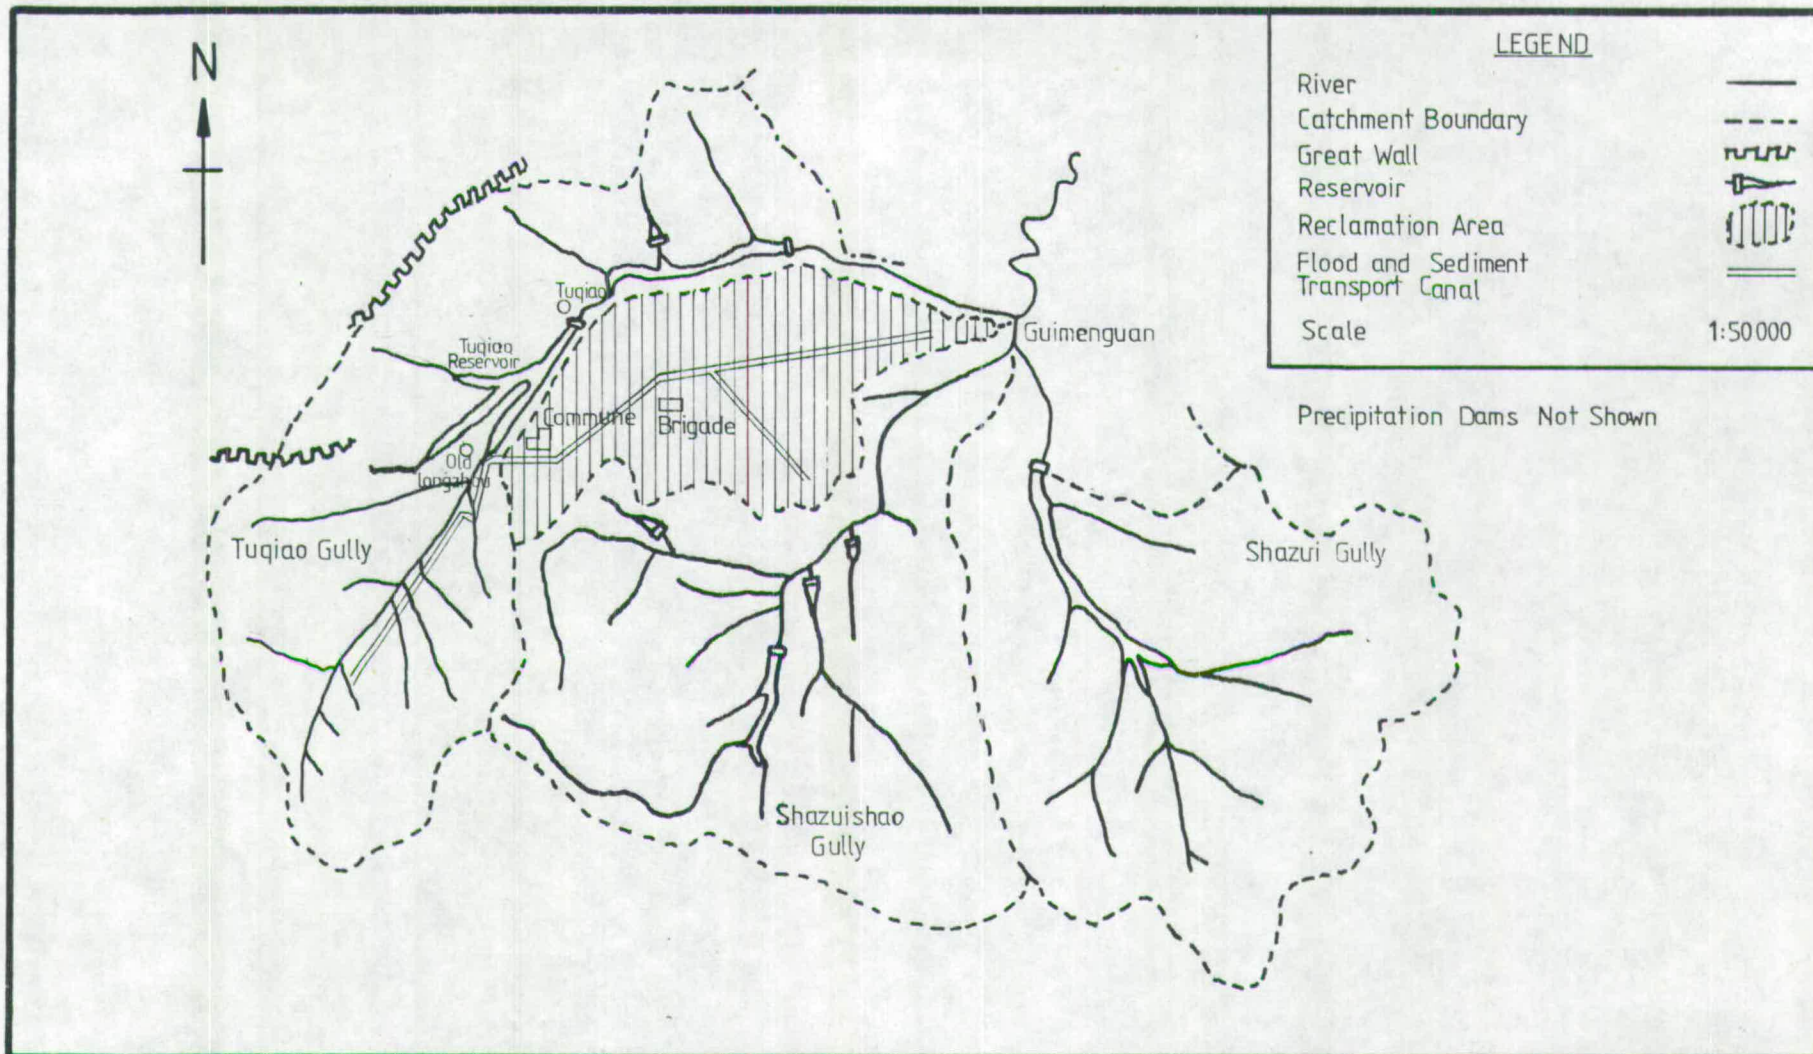 N
LEGEND
River
Catchment Boundary
Great Wall
Reservoir
Reclamation Area
Flood and Sediment
Transport Canal
Scale 1:50000
Precipitation Dams Not Shown
Tuqiao
Guimenguan
Tuqiao
Reservoir
Commune
Brigade
Old
longzhou
Tuqiao Gully
Shazui Gully
Shazuishao
Gully